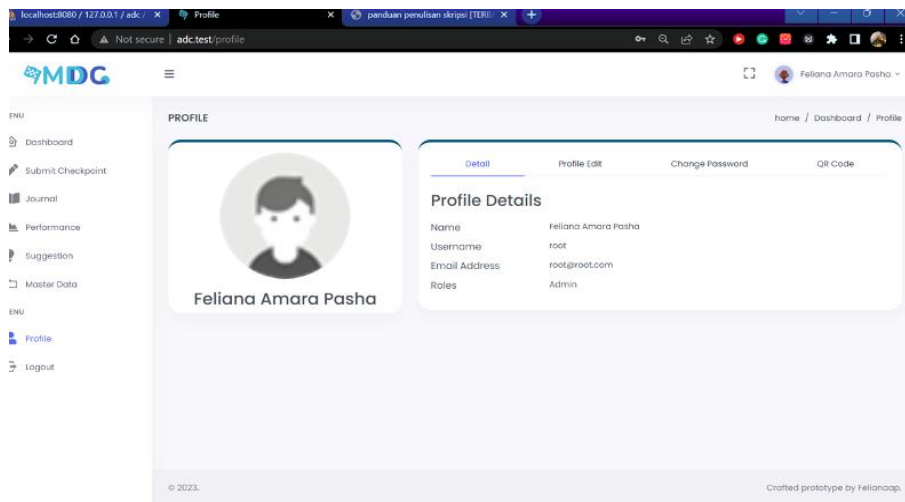 localhost:8080 / 127.0.0.1 / adc / Profile panduan penulisan skripsi [TERB
Not secure | adc.test/profile
MDG Feliana Amara Pasha
ENU
PROFILE home / Dashboard / Profile
Dashboard
Submit Checkpoint
Journal
Performance
Suggestion
Master Data
ENU
Profile
Logout
Feliana Amara Pasha
Detail Profile Edit Change Password QR Code
Profile Details
Name Feliana Amara Pasha
Username root
Email Address root@root.com
Roles Admin
© 2023. Crafted prototype by Felianaap.